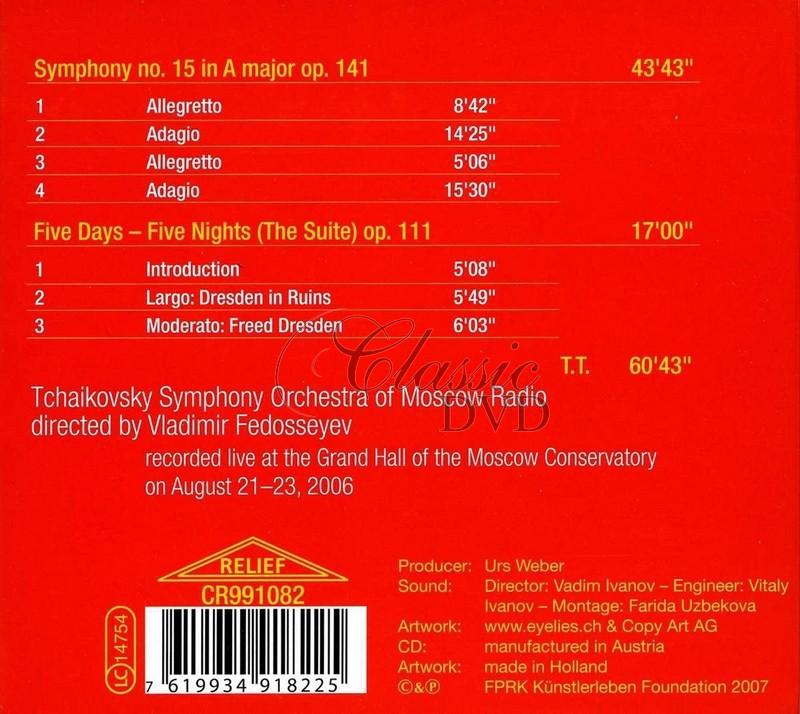 Symphony no. 15 in A major op. 141 43'43"
1 Allegretto 8'42"
2 Adagio 14'25"
3 Allegretto 5'06"
4 Adagio 15'30"
Five Days – Five Nights (The Suite) op. 111 17'00"
1 Introduction 5'08"
2 Largo: Dresden in Ruins 5'49"
3 Moderato: Freed Dresden 6'03"
Classic
DVD
T.T. 60'43"
Tchaikovsky Symphony Orchestra of Moscow Radio
directed by Vladimir Fedosseyev
recorded live at the Grand Hall of the Moscow Conservatory
on August 21–23, 2006
RELIEF
CR991082
LC 14754
7 619934 918225
Producer: Urs Weber
Sound: Director: Vadim Ivanov – Engineer: Vitaly
Ivanov – Montage: Farida Uzbekova
Artwork: www.eyelies.ch & Copy Art AG
CD: manufactured in Austria
Artwork: made in Holland
©&℗ FPRK Künstlerleben Foundation 2007